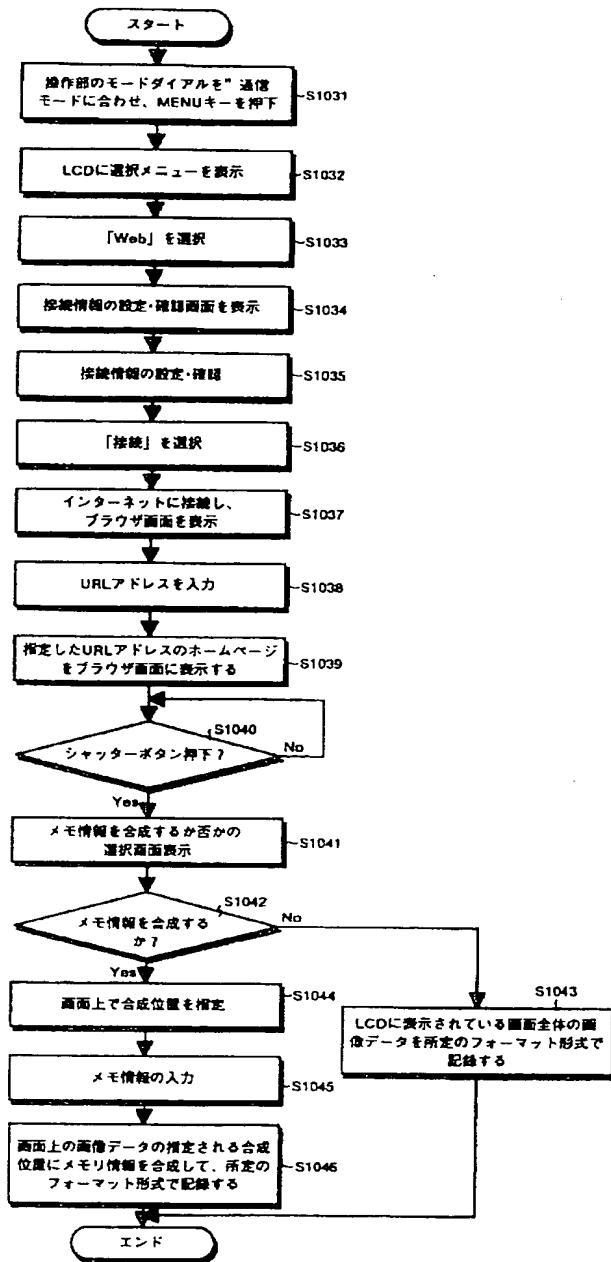 スタート
操作部のモードダイアルを"通信
モードに合わせ、MENUキーを押下
S1031
LCDに選択メニューを表示
S1032
「Web」を選択
S1033
接続情報の設定・確認画面を表示
S1034
接続情報の設定・確認
S1035
「接続」を選択
S1036
インターネットに接続し、
ブラウザ画面を表示
S1037
URLアドレスを入力
S1038
指定したURLアドレスのホームページ
をブラウザ画面に表示する
S1039
S1040
シャッターボタン押下？
No
Yes
メモ情報を合成するか否かの
選択画面表示
S1041
S1042
メモ情報を合成する
か？
No
Yes
画面上で合成位置を指定
S1044
S1043
LCDに表示されている画面全体の画
像データを所定のフォーマット形式で
記録する
メモ情報の入力
S1045
画面上の画像データの指定される合成
位置にメモリ情報を合成して、所定の
フォーマット形式で記録する
S1046
エンド